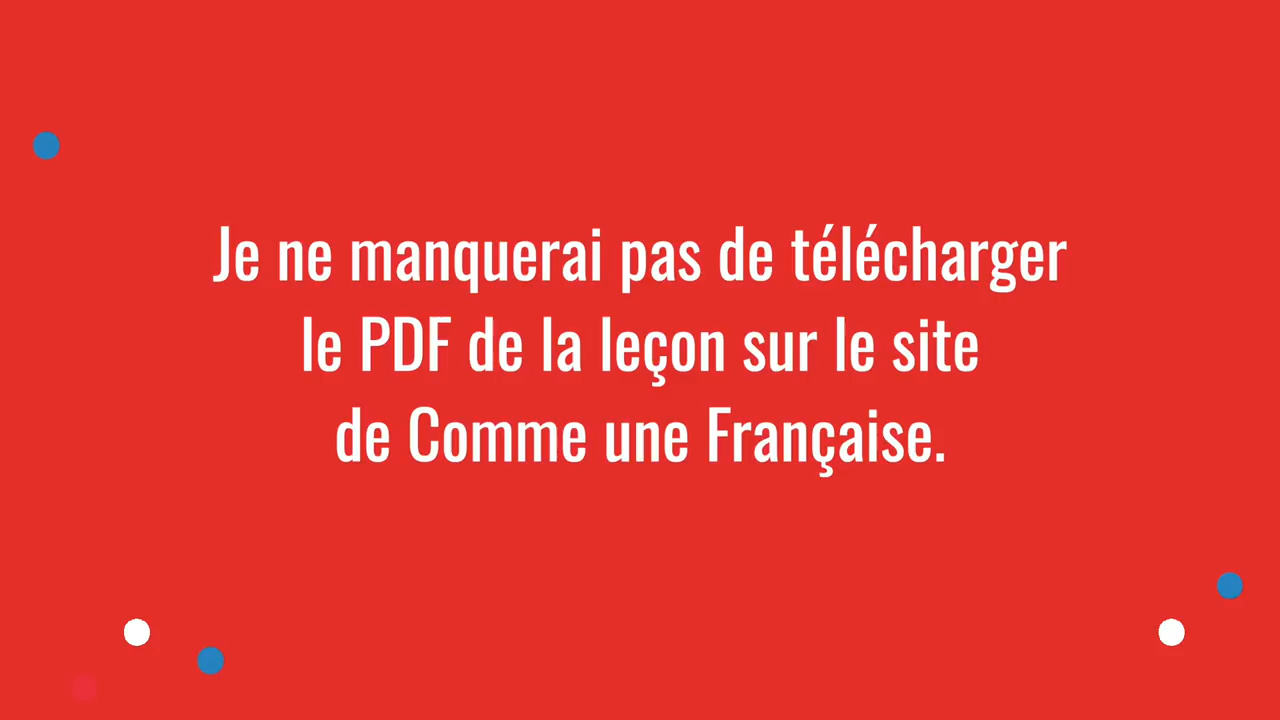 Je ne manquerai pas de télécharger
le PDF de la leçon sur le site
de Comme une Française.